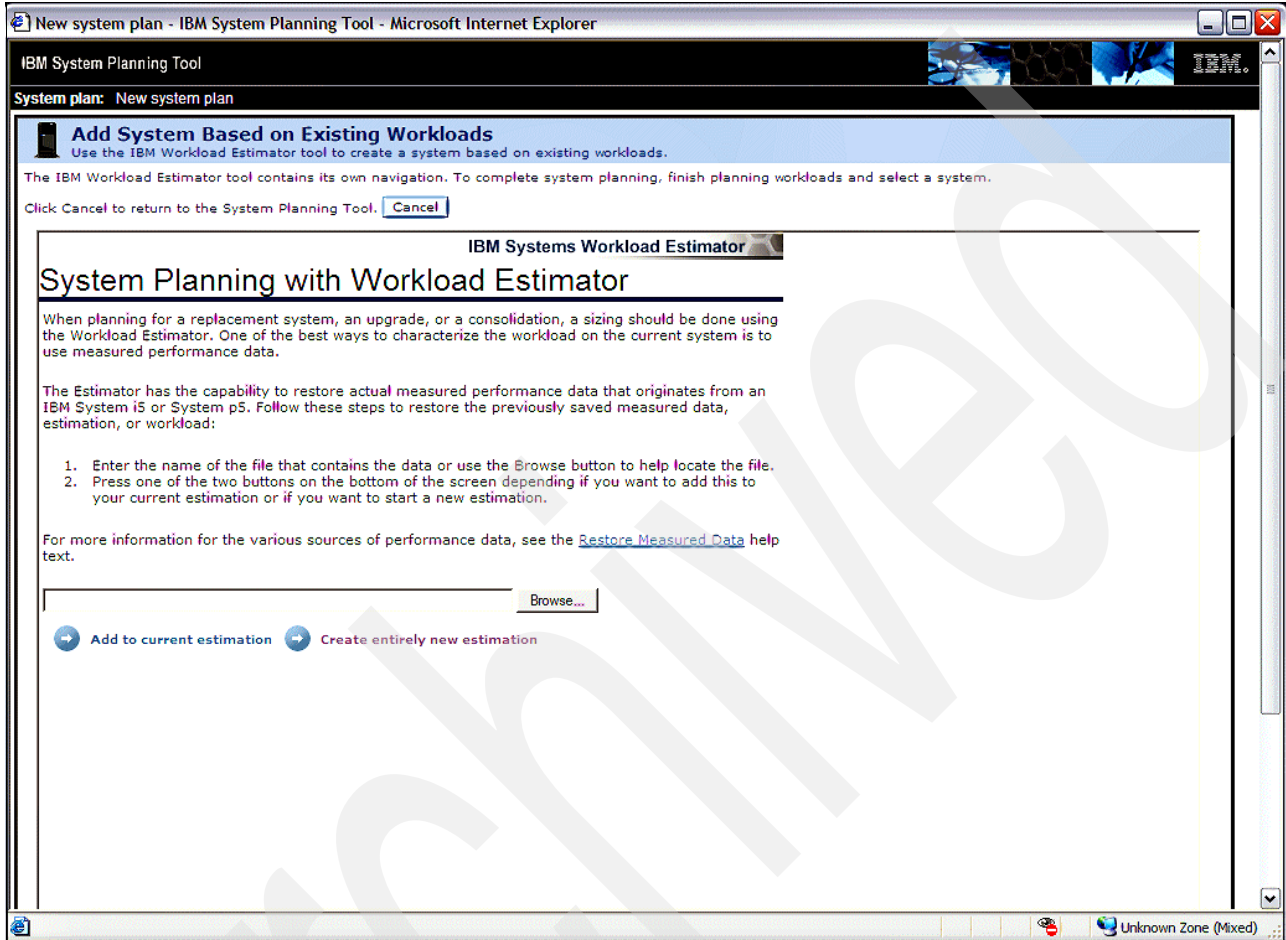 New system plan - IBM System Planning Tool - Microsoft Internet Explorer
IBM System Planning Tool
IBM.
System plan: New system plan
Add System Based on Existing Workloads
Use the IBM Workload Estimator tool to create a system based on existing workloads.
The IBM Workload Estimator tool contains its own navigation. To complete system planning, finish planning workloads and select a system.
Click Cancel to return to the System Planning Tool. Cancel
IBM Systems Workload Estimator
System Planning with Workload Estimator
When planning for a replacement system, an upgrade, or a consolidation, a sizing should be done using
the Workload Estimator. One of the best ways to characterize the workload on the current system is to
use measured performance data.
The Estimator has the capability to restore actual measured performance data that originates from an
IBM System i5 or System p5. Follow these steps to restore the previously saved measured data,
estimation, or workload:
1. Enter the name of the file that contains the data or use the Browse button to help locate the file.
2. Press one of the two buttons on the bottom of the screen depending if you want to add this to
your current estimation or if you want to start a new estimation.
For more information for the various sources of performance data, see the Restore Measured Data help
text.
Browse...
Add to current estimation Create entirely new estimation
Unknown Zone (Mixed)
rchived